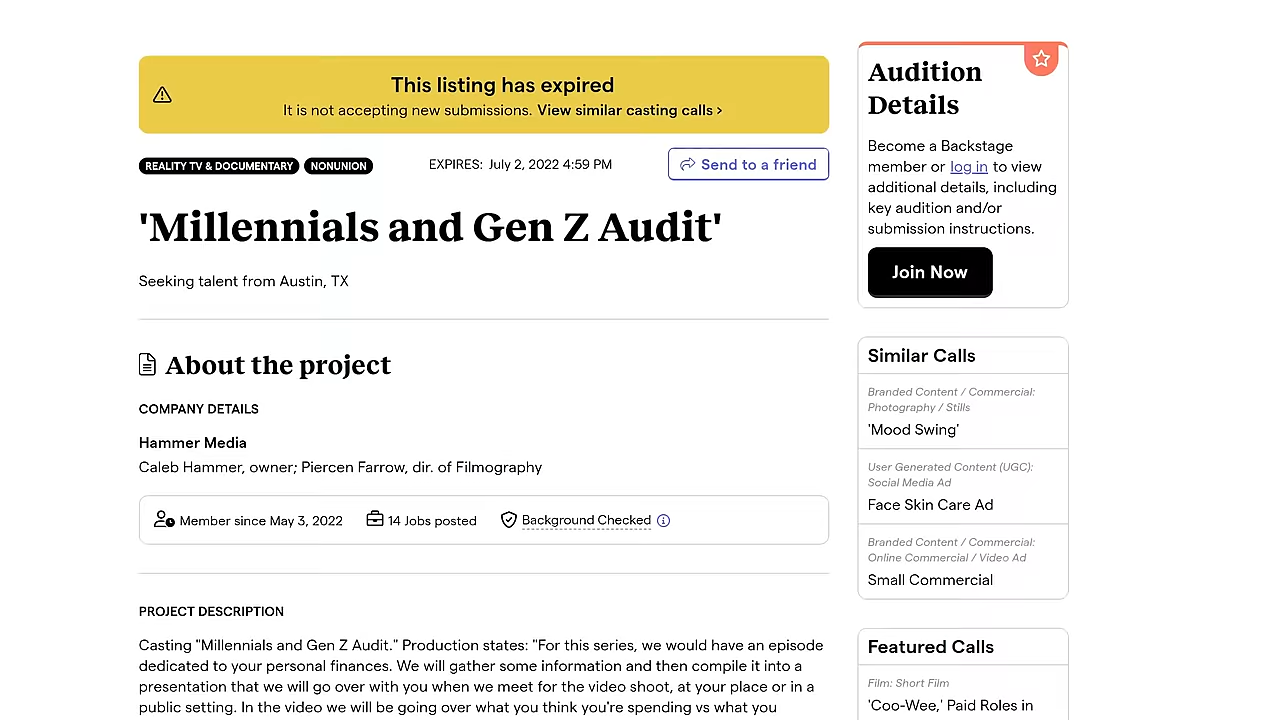 This listing has expired
It is not accepting new submissions. View similar casting calls >
REALITY TV & DOCUMENTARY NONUNION EXPIRES: July 2, 2022 4:59 PM Send to a friend
'Millennials and Gen Z Audit'
Seeking talent from Austin, TX
About the project
COMPANY DETAILS
Hammer Media
Caleb Hammer, owner; Piercen Farrow, dir. of Filmography
Member since May 3, 2022 14 Jobs posted Background Checked
PROJECT DESCRIPTION
Casting "Millennials and Gen Z Audit." Production states: "For this series, we would have an episode
dedicated to your personal finances. We will gather some information and then compile it into a
presentation that we will go over with you when we meet for the video shoot, at your place or in a
public setting. In the video we will be going over what you think you're spending vs what you
Audition
Details
Become a Backstage
member or log in to view
additional details, including
key audition and/or
submission instructions.
Join Now
Similar Calls
Branded Content / Commercial:
Photography / Stills
'Mood Swing'
User Generated Content (UGC):
Social Media Ad
Face Skin Care Ad
Branded Content / Commercial:
Online Commercial / Video Ad
Small Commercial
Featured Calls
Film: Short Film
'Coo-Wee,' Paid Roles in